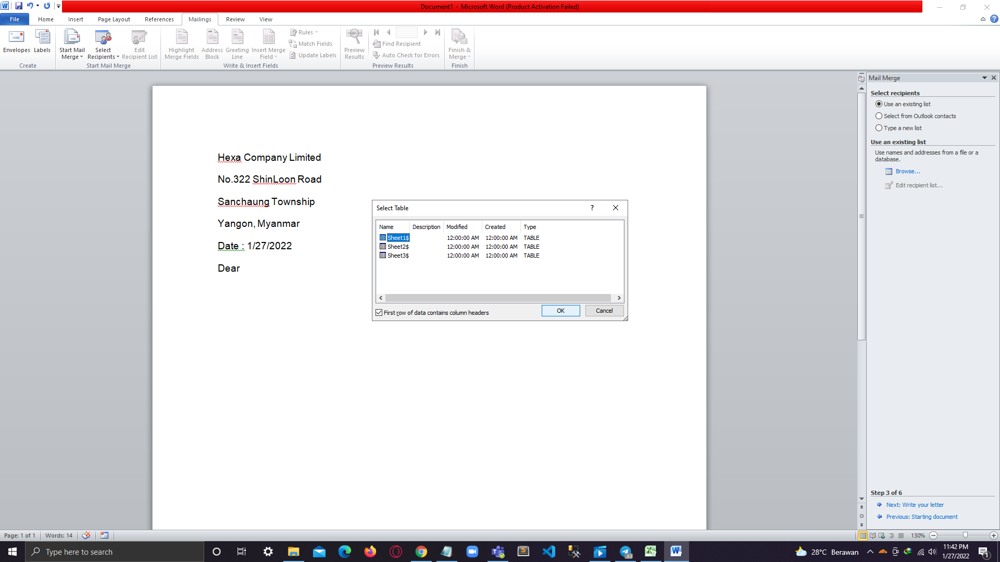 Document1 - Microsoft Word (Product Activation Failed)
File Home Insert Page Layout References Mailings Review View
Envelopes Labels
Create
Start Mail Merge
Select Recipients
Edit Recipient List
Start Mail Merge
Highlight Merge Fields
Address Block
Greeting Line
Insert Merge Field
Rules
Match Fields
Update Labels
Write & Insert Fields
Preview Results
Find Recipient
Auto Check for Errors
Preview Results
Finish & Merge
Finish
Hexa Company Limited
No.322 ShinLoon Road
Sanchaung Township
Yangon, Myanmar
Date : 1/27/2022
Dear
Select Table ?
Name Description Modified Created Type
Sheet1$ 12:00:00 AM 12:00:00 AM TABLE
Sheet2$ 12:00:00 AM 12:00:00 AM TABLE
Sheet3$ 12:00:00 AM 12:00:00 AM TABLE
First row of data contains column headers
OK Cancel
Mail Merge
Select recipients
Use an existing list
Select from Outlook contacts
Type a new list
Use an existing list
Use names and addresses from a file or a
database.
Browse...
Edit recipient list...
Step 3 of 6
Next: Write your letter
Previous: Starting document
Page: 1 of 1 Words: 14 130%
Type here to search
83
28°C Berawan
11:42 PM
1/27/2022
1